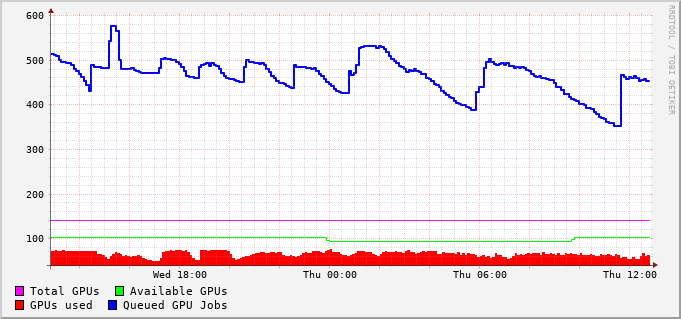 600
500
400
300
200
100
Wed 18:00 Thu 00:00 Thu 06:00 Thu 12:00
Total GPUs Available GPUs
GPUs used Queued GPU Jobs
RRDTOOL / TOBI OETIKER